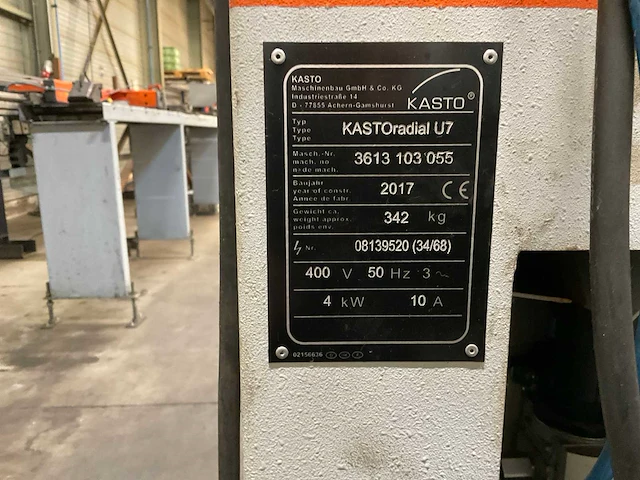 KASTO
Maschinenbau GmbH & Co. KG
Industriestraße 14
D - 77855 Achern-Gamshurst
KASTO®
Typ
Type
Type
KASTOradial U7
Masch.-Nr.
mach. no
no de mach.
3613 103 055
Baujahr
year of constr.
Année de fabr.
2017 CE
Gewicht ca.
weight approx.
poids env.
342 kg
Nr. 08139520 (34/68)
400 V 50 Hz 3 ~
4 kW 10 A
02156636